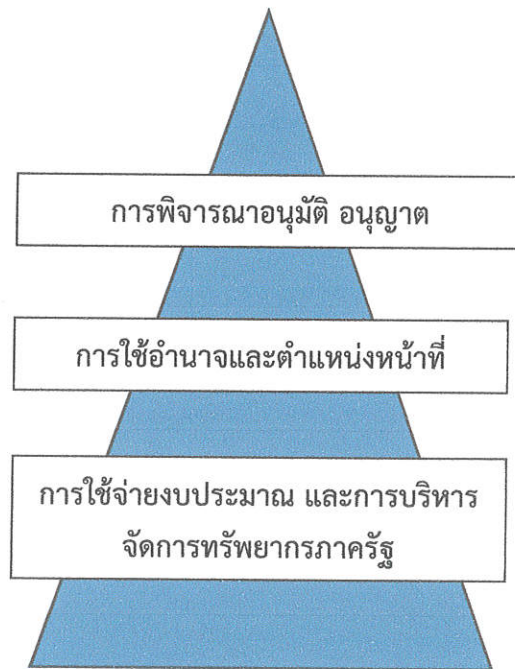 การพิจารณาอนุมัติ อนุญาต
การใช้อำนาจและตำแหน่งหน้าที่
การใช้จ่ายงบประมาณ และการบริหาร
จัดการทรัพยากรภาครัฐ